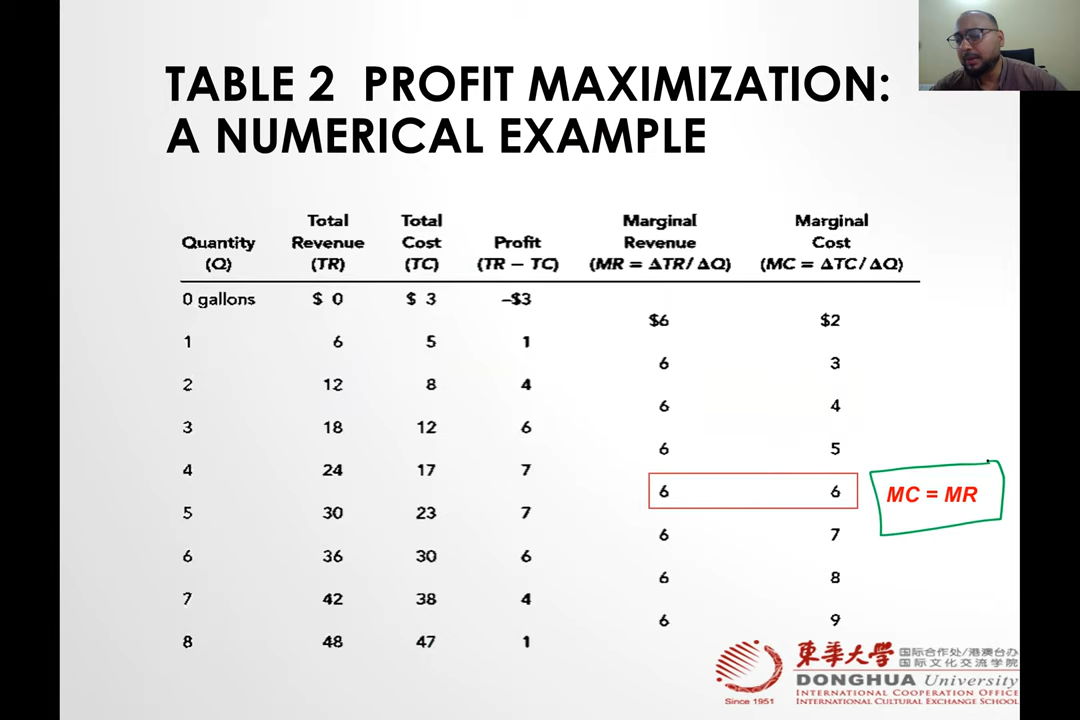 TABLE 2 PROFIT MAXIMIZATION:
A NUMERICAL EXAMPLE
Total Total Marginal Marginal
Quantity Revenue Cost Profit Revenue Cost
(Q) (TR) (TC) (TR – TC) (MR = ΔTR/ΔQ) (MC = ΔTC/ΔQ)
0 gallons $ 0 $ 3 –$3
$6 $2
1 6 5 1
6 3
2 12 8 4
6 4
3 18 12 6
6 5
4 24 17 7
6 6 MC = MR
5 30 23 7
6 7
6 36 30 6
6 8
7 42 38 4
6 9
8 48 47 1
東華大學 国际合作处/港澳台办
国际文化交流学院
DONGHUA University
INTERNATIONAL COOPERATION OFFICE
Since 1951 INTERNATIONAL CULTURAL EXCHANGE SCHOOL